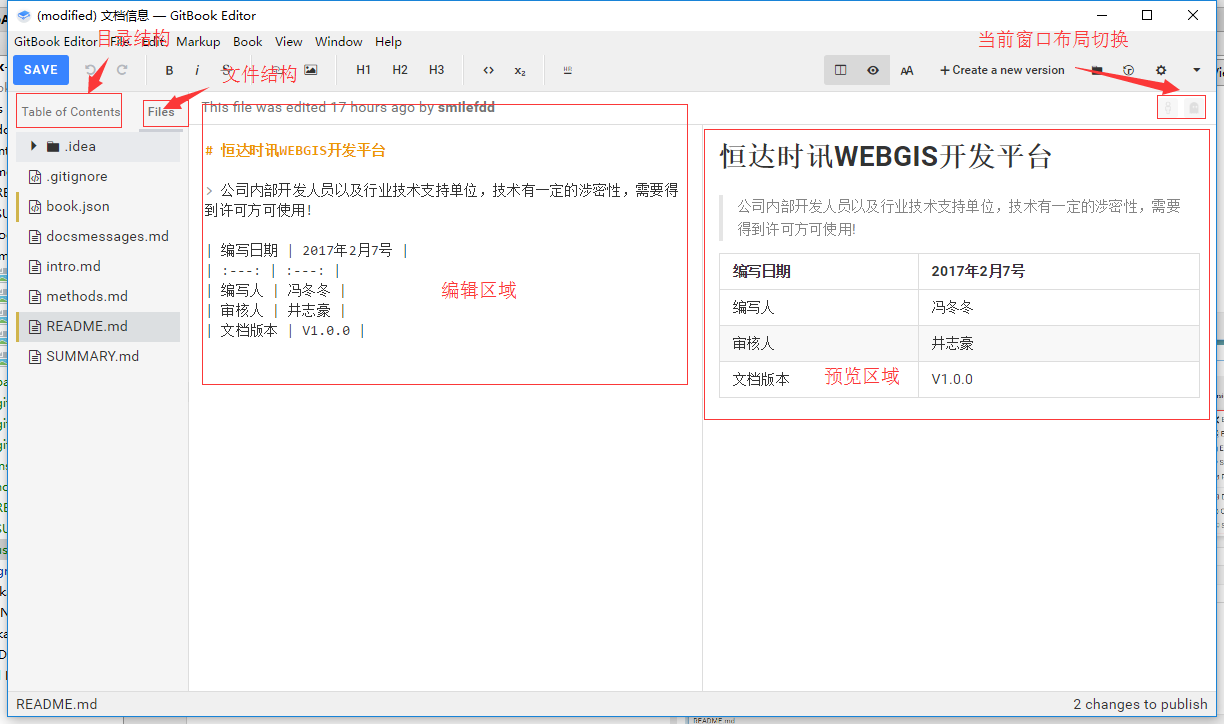 (modified) 文档信息 — GitBook Editor
GitBook Editor File Edit Markup Book View Window Help
目录结构
当前窗口布局切换
SAVE B i S H1 H2 H3 x₂ AA + Create a new version
文件结构
Table of Contents Files
This file was edited 17 hours ago by smilefdd
.idea
.gitignore
book.json
docsmessages.md
intro.md
methods.md
README.md
SUMMARY.md
# 恒达时讯WEBGIS开发平台
> 公司内部开发人员以及行业技术支持单位，技术有一定的涉密性，需要得
到许可方可使用!
| 编写日期 | 2017年2月7号 |
| :---: | :---: |
| 编写人 | 冯冬冬 |
| 审核人 | 井志豪 |
| 文档版本 | V1.0.0 |
编辑区域
恒达时讯WEBGIS开发平台
公司内部开发人员以及行业技术支持单位，技术有一定的涉密性，需要
得到许可方可使用!
编写日期 2017年2月7号
编写人 冯冬冬
审核人 井志豪
文档版本 V1.0.0
预览区域
README.md
2 changes to publish
README.md